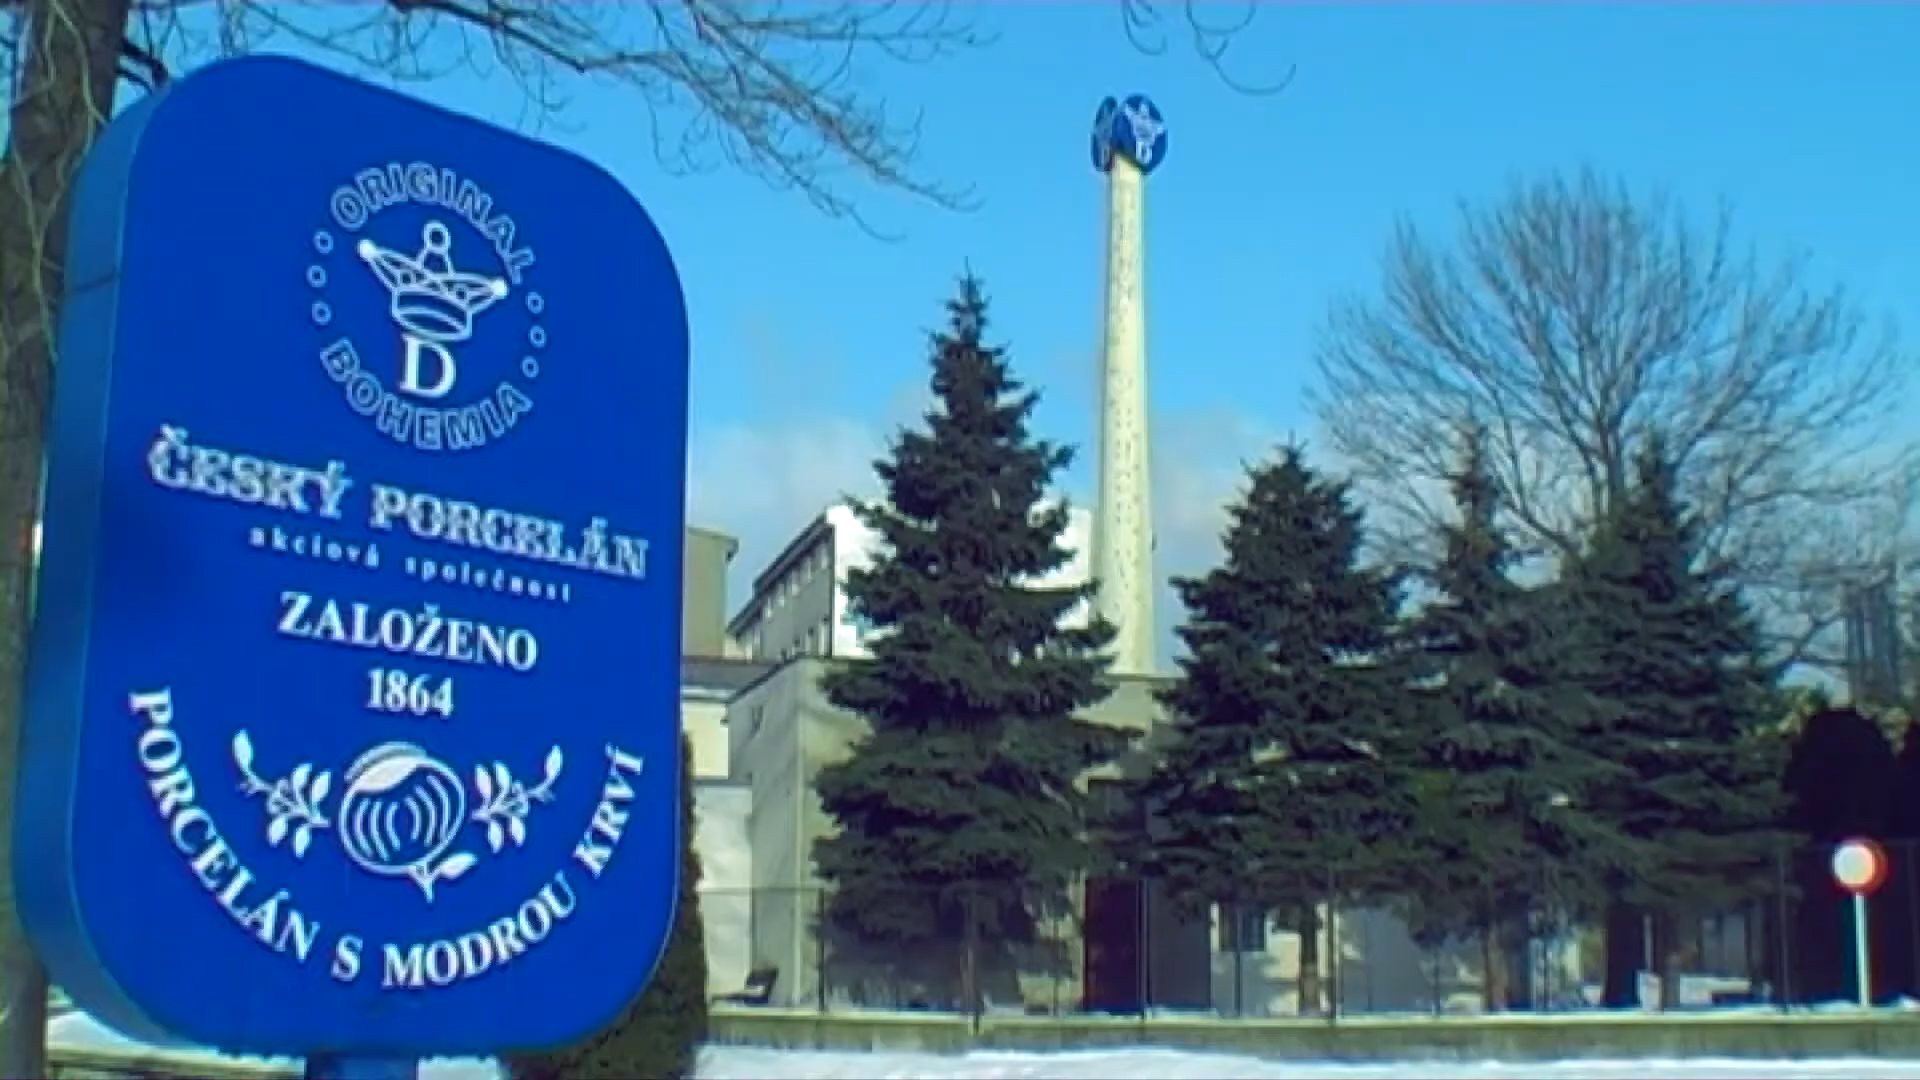 ORIGINAL
BOHEMIA
D
ČESKÝ PORCELÁN
akciová společnost
ZALOŽENO
1864
PORCELÁN S MODROU KRVÍ
D